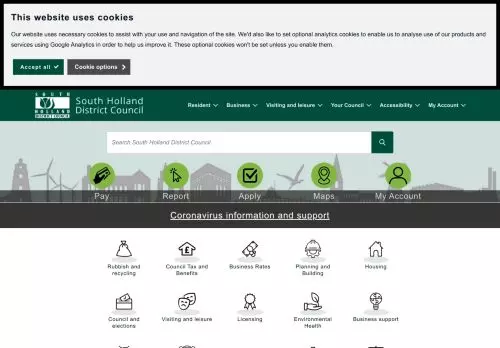 This website uses cookies
Our website uses necessary cookies to assist with your use and navigation of the site. We'd also like to set optional analytics cookies to enable us to analyse use of our products and
services using Google Analytics in order to help us improve it. These optional cookies won't be set unless you enable them.
Accept all
Cookie options
SOUTH
HOLLAND
DISTRICT COUNCIL
South Holland
District Council
Resident
Business
Visiting and leisure
Your Council
Accessibility
My Account
Search South Holland District Council
Pay
Report
Apply
Maps
My Account
Coronavirus information and support
Rubbish and
recycling
Council Tax and
Benefits
Business Rates
Planning and
Building
Housing
Council and
elections
Visiting and leisure
Licensing
Environmental
Health
Business support